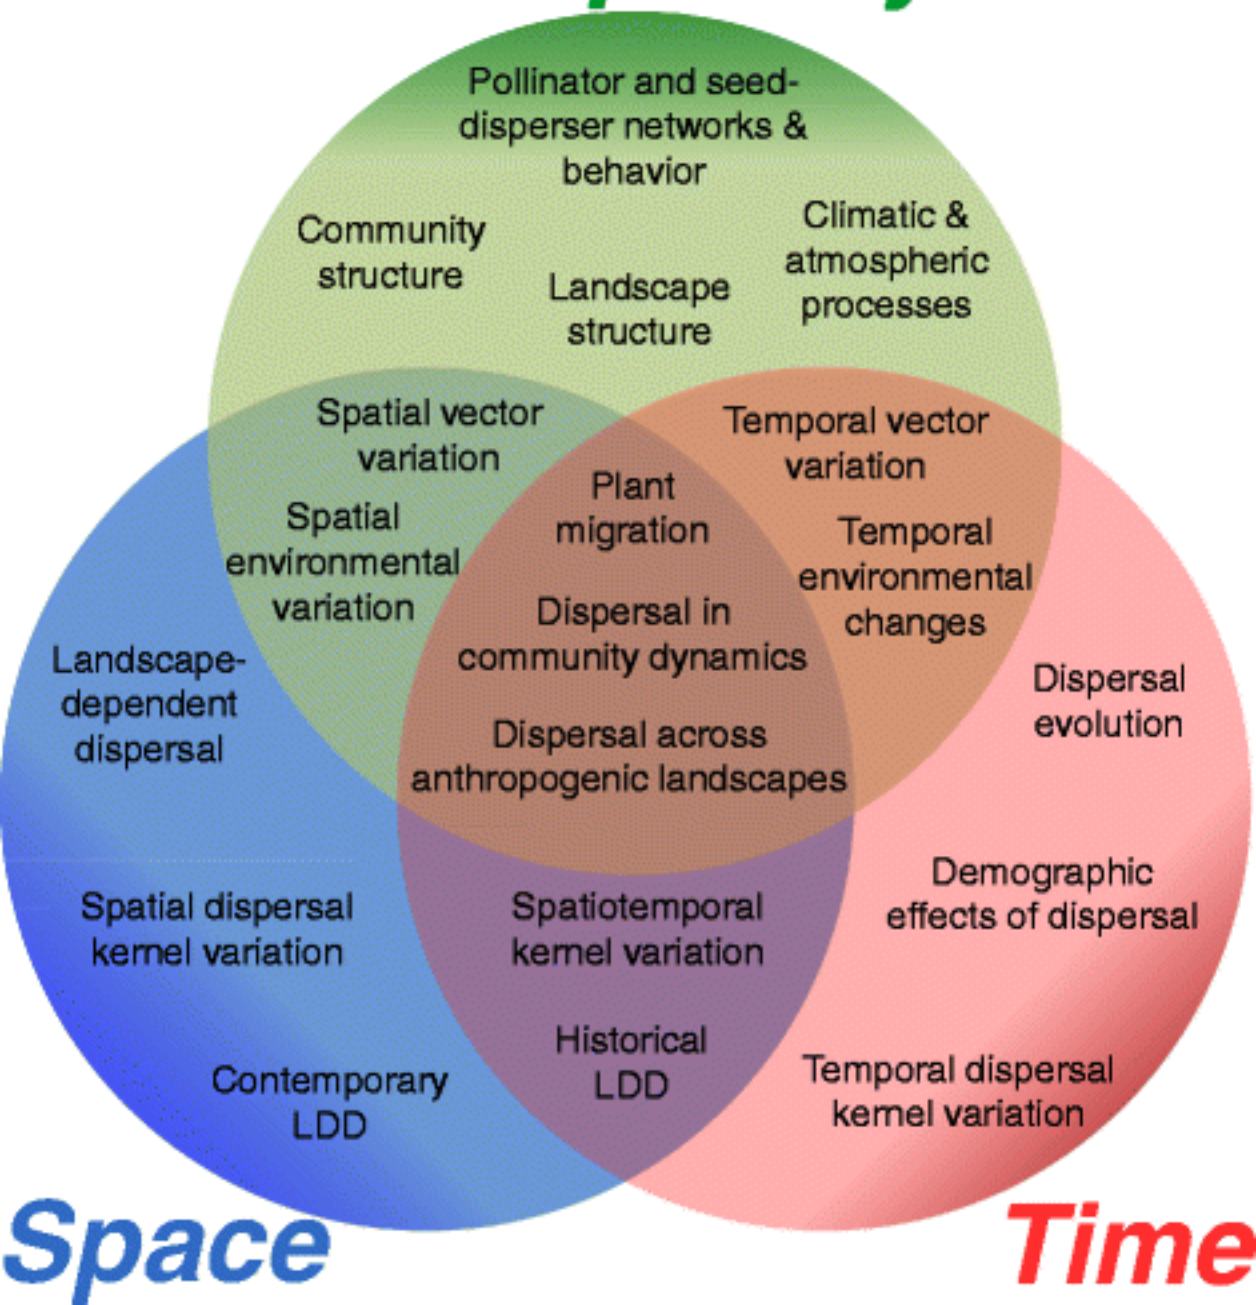 Pollinator and seed-
disperser networks &
behavior
Community
structure
Landscape
structure
Climatic &
atmospheric
processes
Spatial vector
variation
Spatial
environmental
variation
Plant
migration
Dispersal in
community dynamics
Dispersal across
anthropogenic landscapes
Temporal vector
variation
Temporal
environmental
changes
Landscape-
dependent
dispersal
Spatial dispersal
kernel variation
Contemporary
LDD
Spatiotemporal
kernel variation
Historical
LDD
Dispersal
evolution
Demographic
effects of dispersal
Temporal dispersal
kernel variation
Space
Time